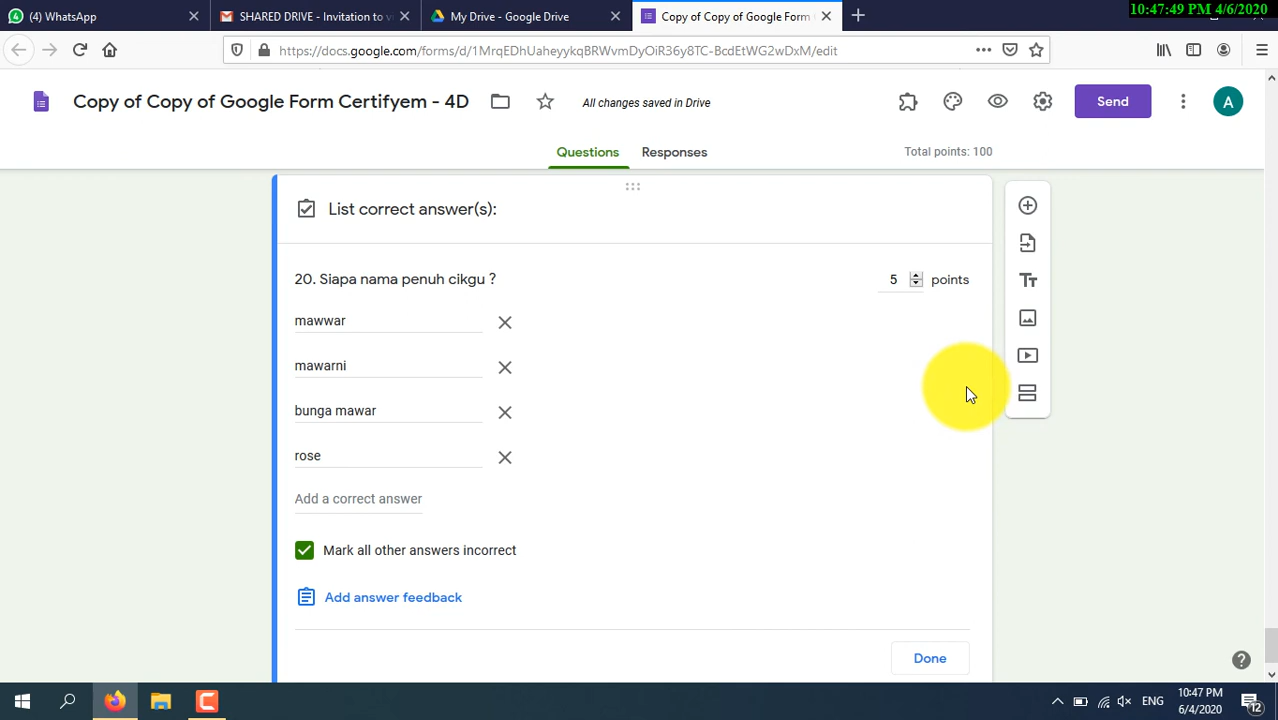 (4) WhatsApp
SHARED DRIVE - Invitation to v
My Drive - Google Drive
Copy of Copy of Google Form
10:47:49 PM 4/6/2020
https://docs.google.com/forms/d/1MrqEDhUaheyykqBRWvmDyOiR36y8TC-BcdEtWG2wDxM/edit
Copy of Copy of Google Form Certifyem - 4D
All changes saved in Drive
Send
A
Questions
Responses
Total points: 100
List correct answer(s):
20. Siapa nama penuh cikgu ?
5 points
mawwar
mawarni
bunga mawar
rose
Add a correct answer
Mark all other answers incorrect
Add answer feedback
Done
ENG
10:47 PM
6/4/2020
12